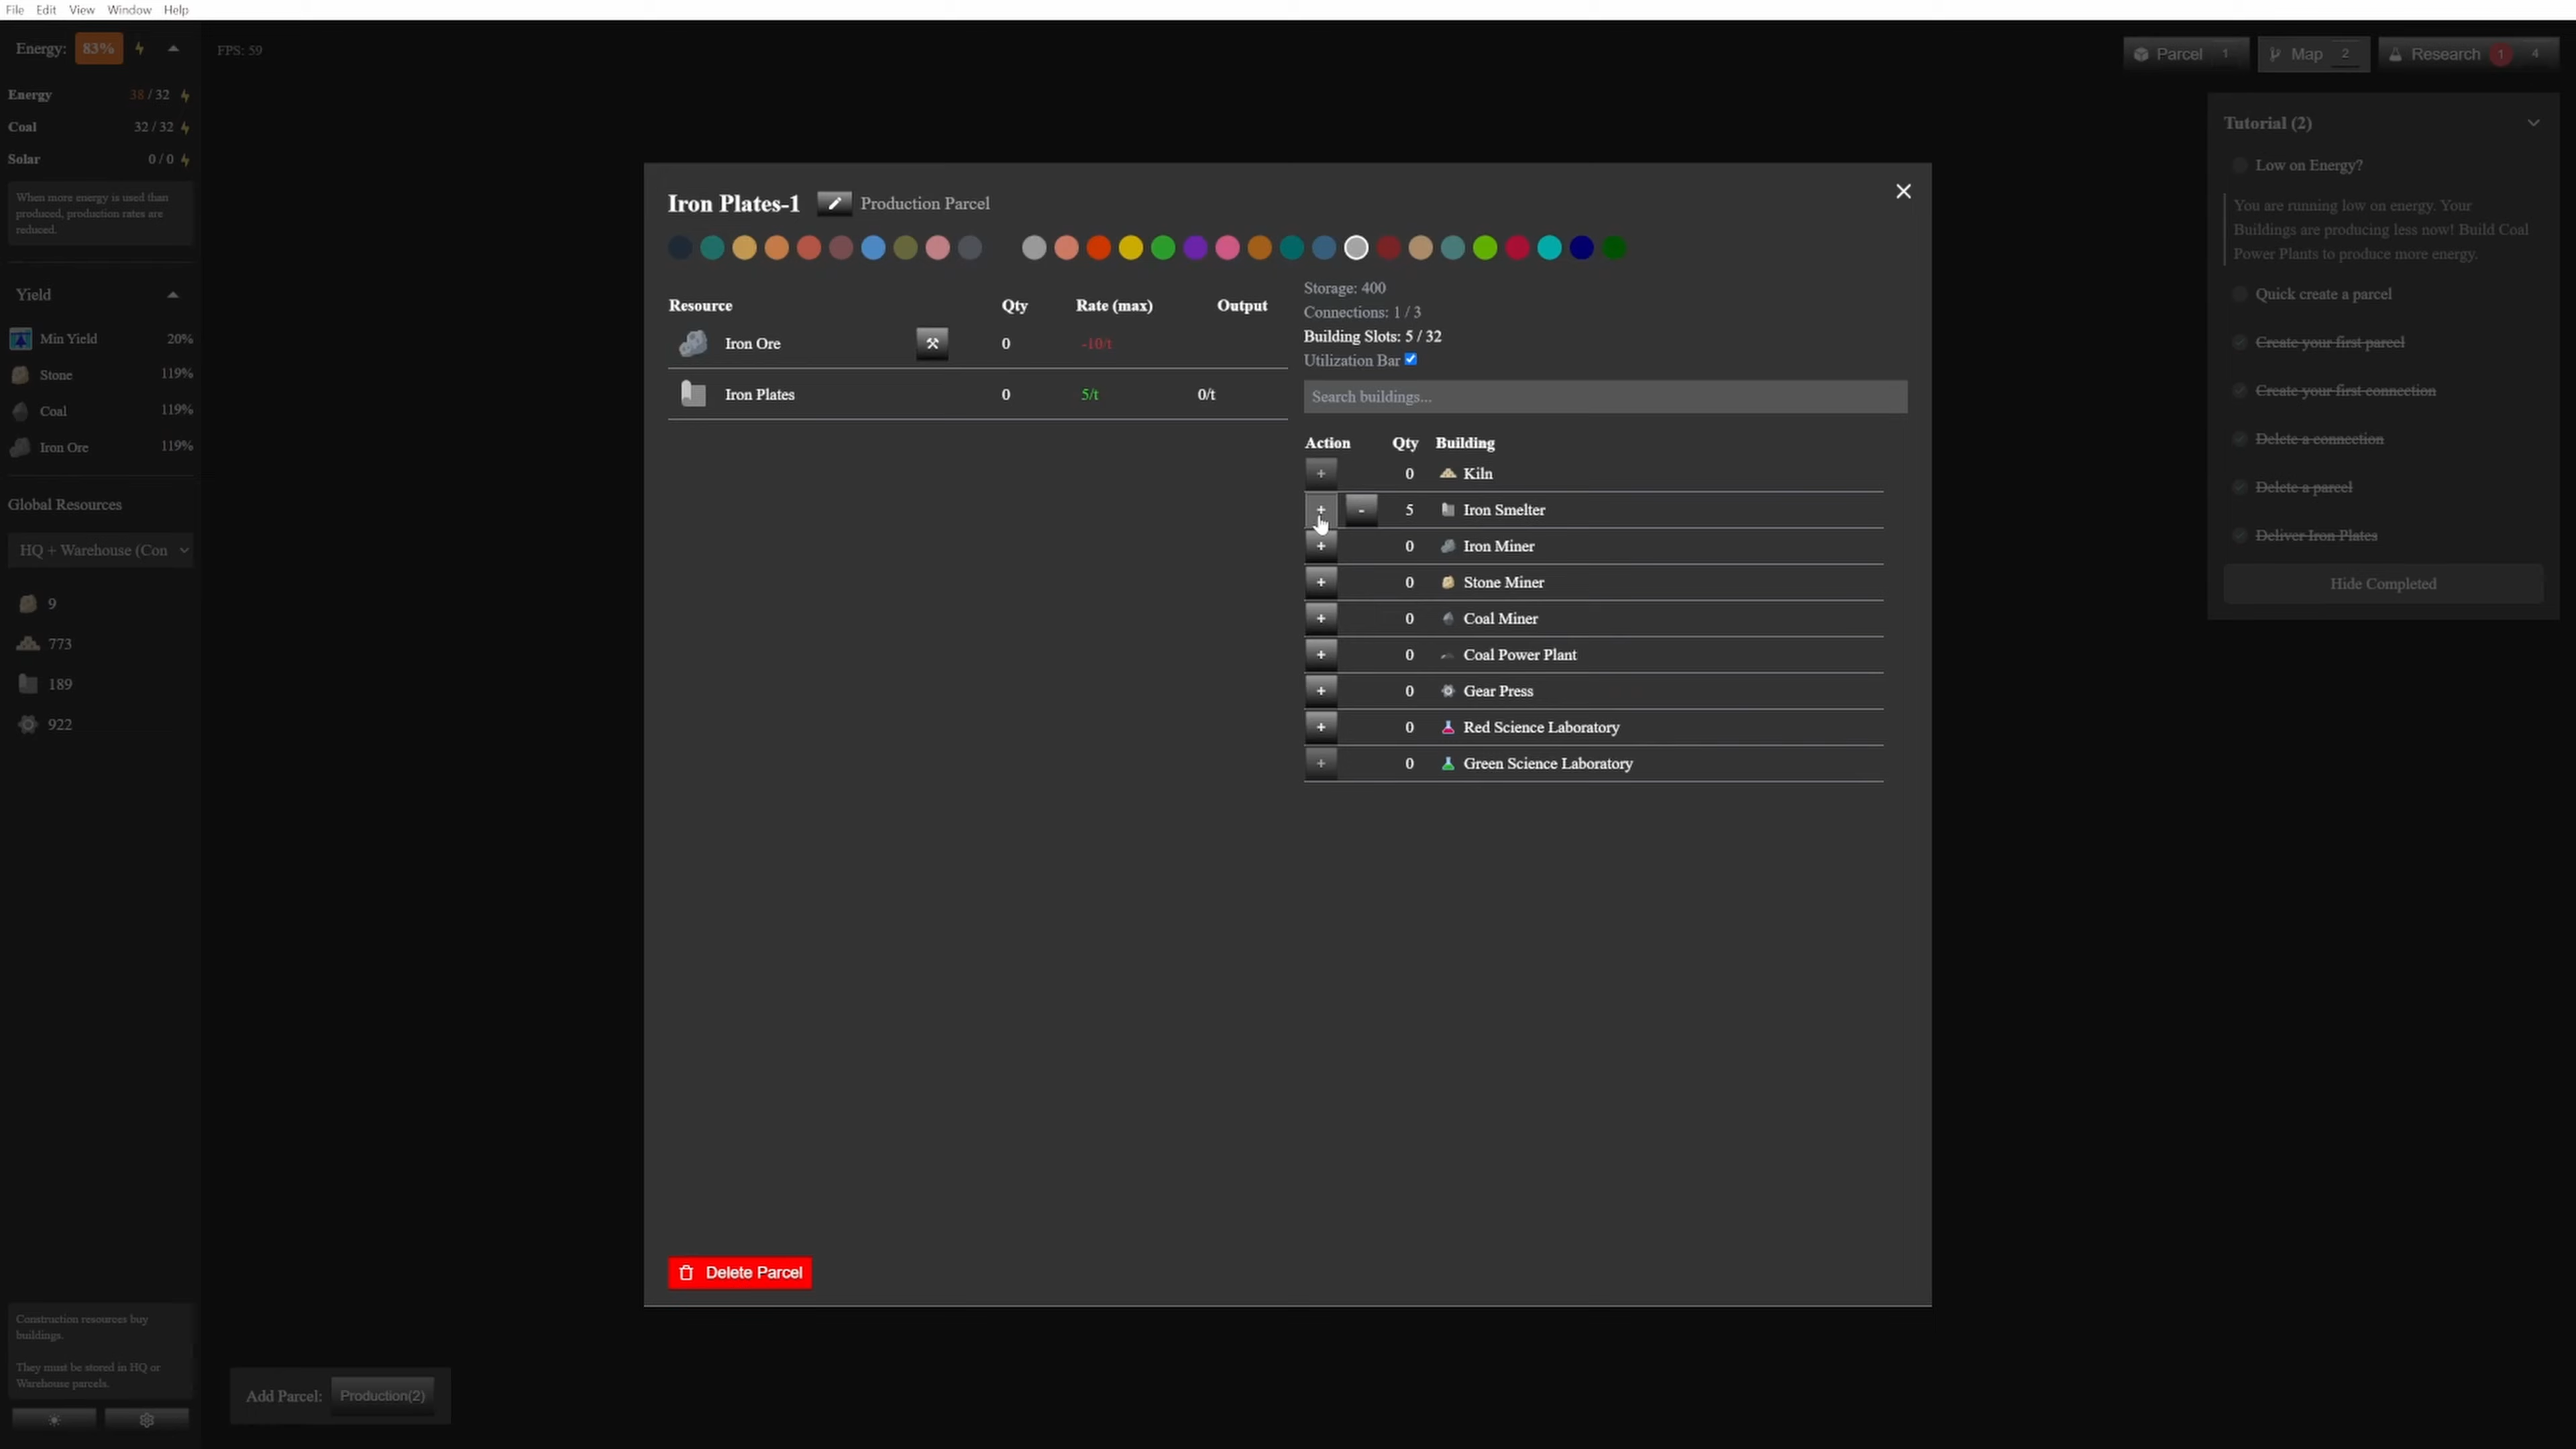 File Edit View Window Help
Energy: 83%
FPS: 59
Parcel 1
Map 2
Research 1 4
Energy 38 / 32
Coal 32 / 32
Solar 0 / 0
When more energy is used than
produced, production rates are
reduced.
Yield
Min Yield 20%
Stone 119%
Coal 119%
Iron Ore 119%
Global Resources
HQ + Warehouse (Con
9
773
189
922
Construction resources buy
buildings.
They must be stored in HQ or
Warehouse parcels.
Add Parcel: Production(2)
Iron Plates-1 Production Parcel
Resource Qty Rate (max) Output
Iron Ore 0 -10/t
Iron Plates 0 5/t 0/t
Delete Parcel
Storage: 400
Connections: 1 / 3
Building Slots: 5 / 32
Utilization Bar
Search buildings...
Action Qty Building
+ 0 Kiln
+ - 5 Iron Smelter
+ 0 Iron Miner
+ 0 Stone Miner
+ 0 Coal Miner
+ 0 Coal Power Plant
+ 0 Gear Press
+ 0 Red Science Laboratory
+ 0 Green Science Laboratory
Tutorial (2)
Low on Energy?
You are running low on energy. Your
Buildings are producing less now! Build Coal
Power Plants to produce more energy.
Quick create a parcel
Create your first parcel
Create your first connection
Delete a connection
Delete a parcel
Deliver Iron Plates
Hide Completed